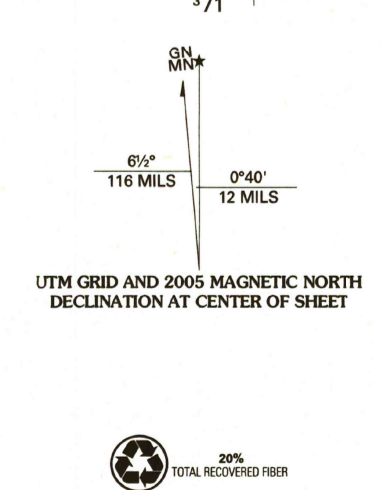 ³71
GN
MN
6½°
116 MILS
0°40'
12 MILS
UTM GRID AND 2005 MAGNETIC NORTH
DECLINATION AT CENTER OF SHEET
20%
TOTAL RECOVERED FIBER